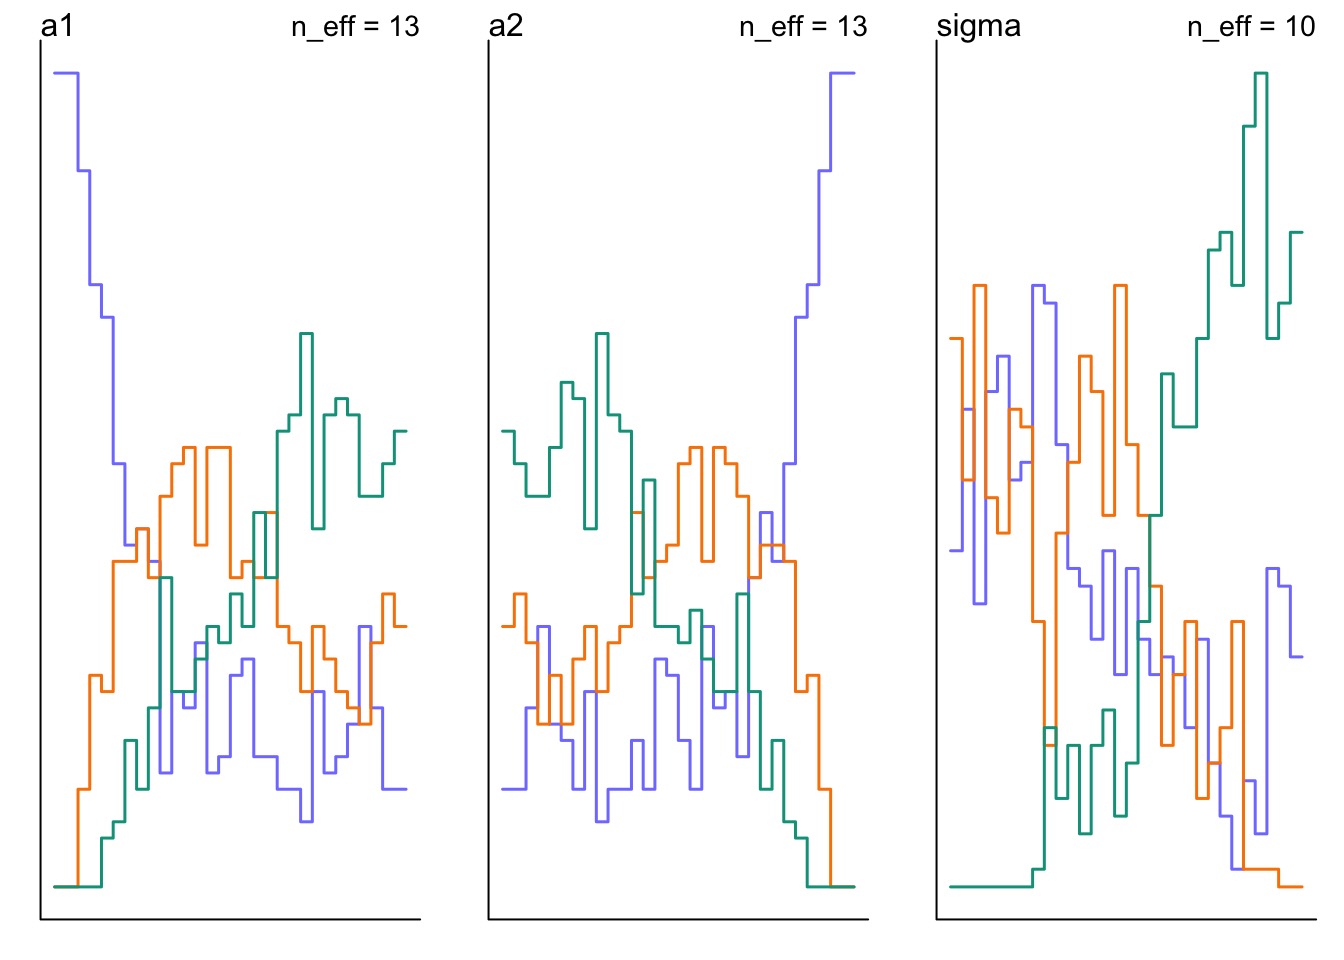 a1 n_eff = 13 a2 n_eff = 13 sigma n_eff = 10